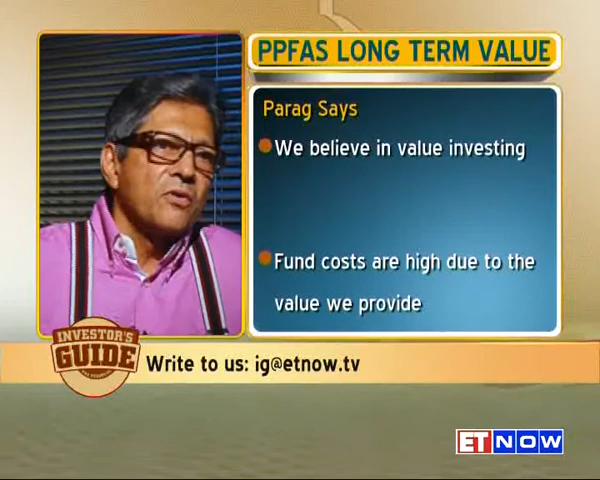 PPFAS LONG TERM VALUE
Parag Says
We believe in value investing
Fund costs are high due to the
value we provide
INVESTOR'S
GUIDE
Write to us: ig@etnow.tv
ET NOW